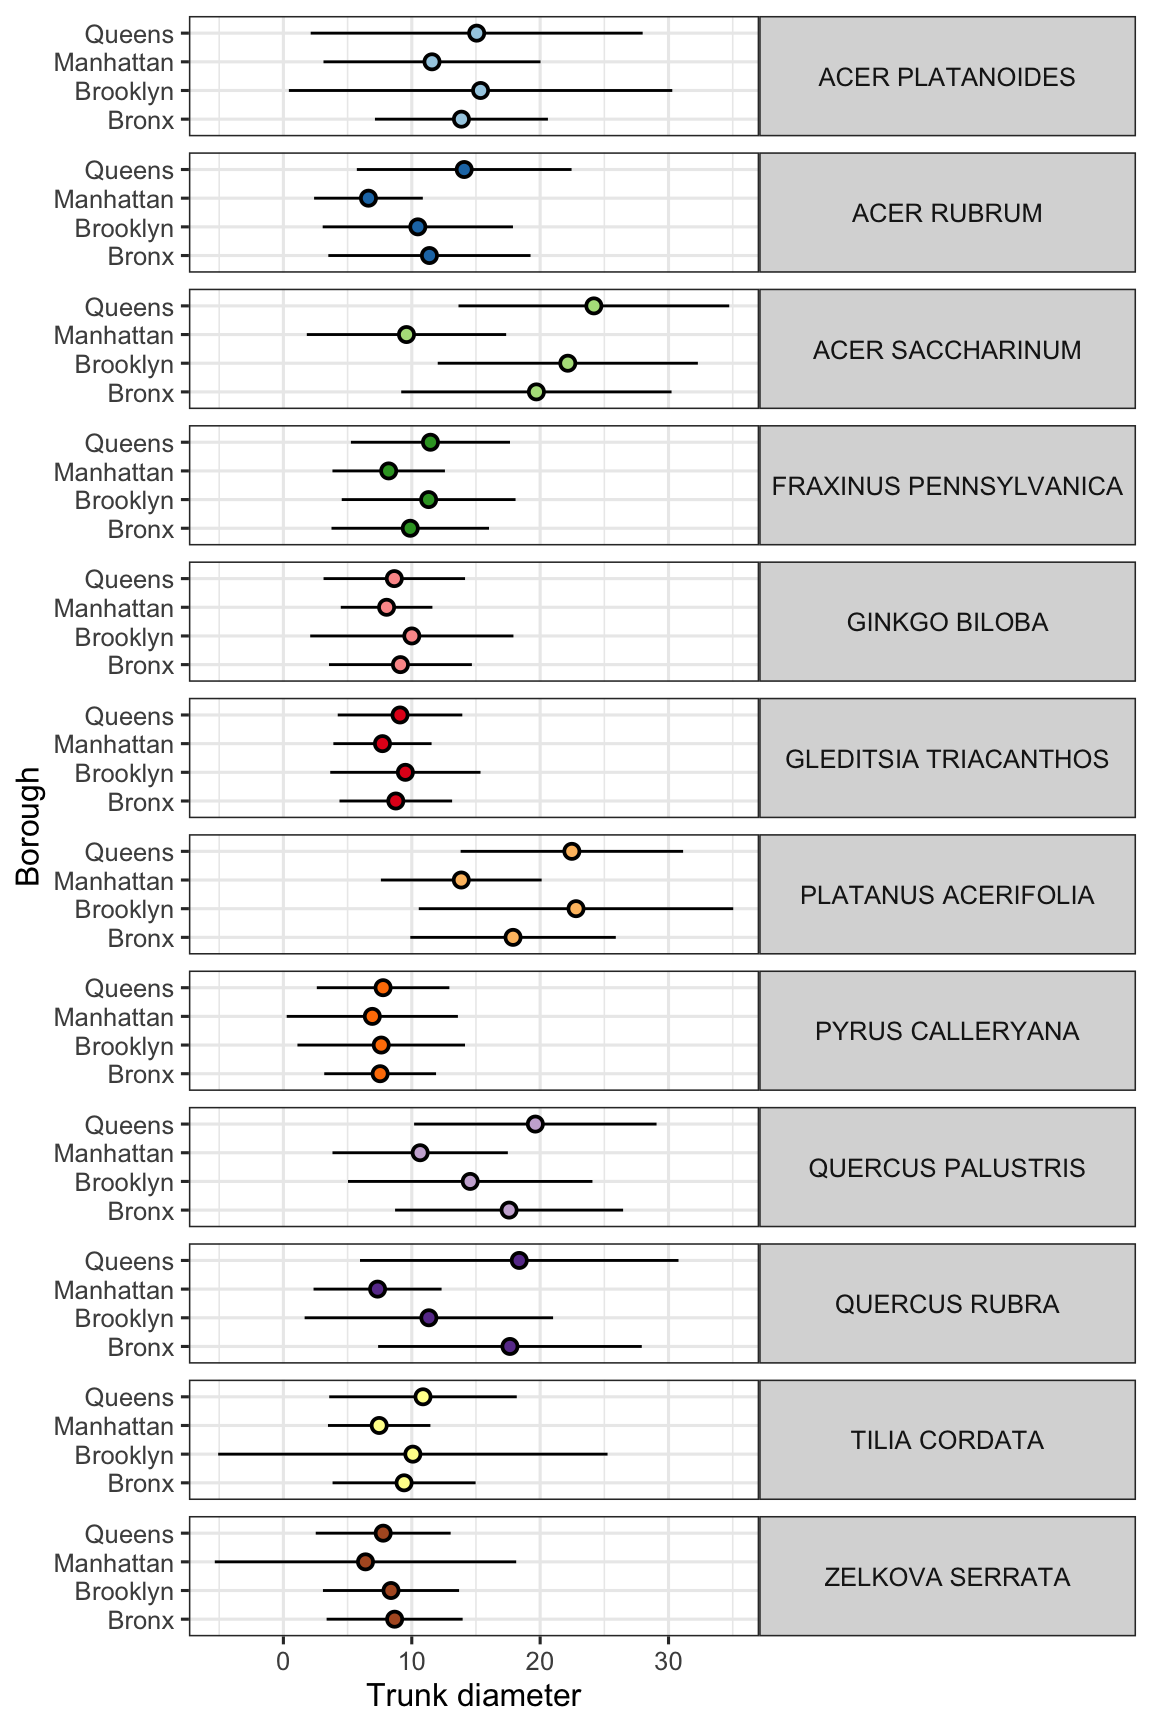 Queens
Manhattan
Brooklyn
Bronx
ACER PLATANOIDES
Queens
Manhattan
Brooklyn
Bronx
ACER RUBRUM
Queens
Manhattan
Brooklyn
Bronx
ACER SACCHARINUM
Queens
Manhattan
Brooklyn
Bronx
FRAXINUS PENNSYLVANICA
Queens
Manhattan
Brooklyn
Bronx
GINKGO BILOBA
Queens
Manhattan
Brooklyn
Bronx
GLEDITSIA TRIACANTHOS
Borough
Queens
Manhattan
Brooklyn
Bronx
PLATANUS ACERIFOLIA
Queens
Manhattan
Brooklyn
Bronx
PYRUS CALLERYANA
Queens
Manhattan
Brooklyn
Bronx
QUERCUS PALUSTRIS
Queens
Manhattan
Brooklyn
Bronx
QUERCUS RUBRA
Queens
Manhattan
Brooklyn
Bronx
TILIA CORDATA
Queens
Manhattan
Brooklyn
Bronx
ZELKOVA SERRATA
0 10 20 30
Trunk diameter